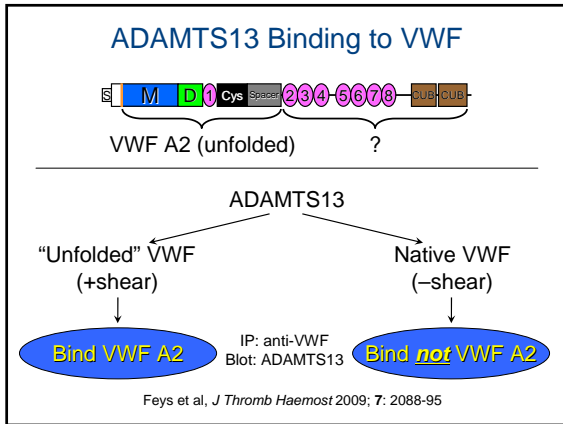 ADAMTS13 Binding to VWF
S M D 1 Cys Spacer 2 3 4 5 6 7 8 CUB CUB
VWF A2 (unfolded) ?
ADAMTS13
“Unfolded” VWF
(+shear)
Native VWF
(–shear)
Bind VWF A2
IP: anti-VWF
Blot: ADAMTS13
Bind not VWF A2
Feys et al, J Thromb Haemost 2009; 7: 2088-95